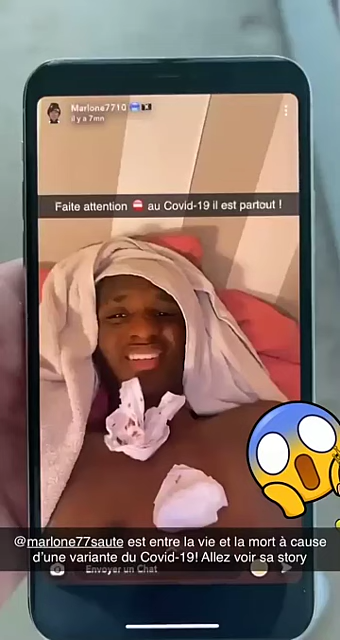 Marlone7710
il y a 7mn
Faite attention ⛔ au Covid-19 il est partout !
@marlone77saute est entre la vie et la mort à cause
d'une variante du Covid-19! Allez voir sa story
Envoyer un Chat